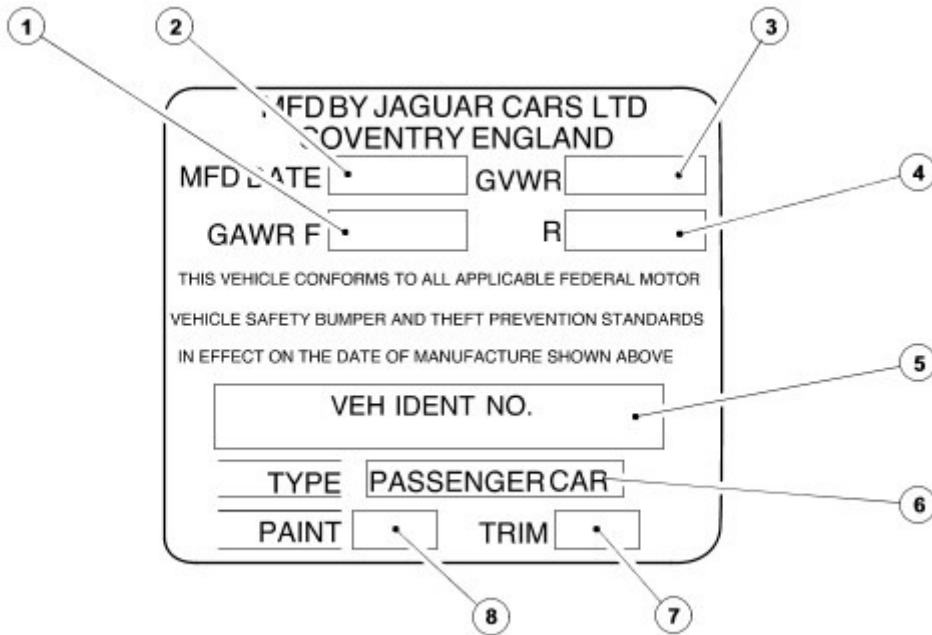 1 2 3
MFD BY JAGUAR CARS LTD
COVENTRY ENGLAND
MFD DATE GVWR
4
GAWR F R
THIS VEHICLE CONFORMS TO ALL APPLICABLE FEDERAL MOTOR
VEHICLE SAFETY BUMPER AND THEFT PREVENTION STANDARDS
IN EFFECT ON THE DATE OF MANUFACTURE SHOWN ABOVE
5
VEH IDENT NO.
TYPE PASSENGER CAR
6
PAINT TRIM
8 7